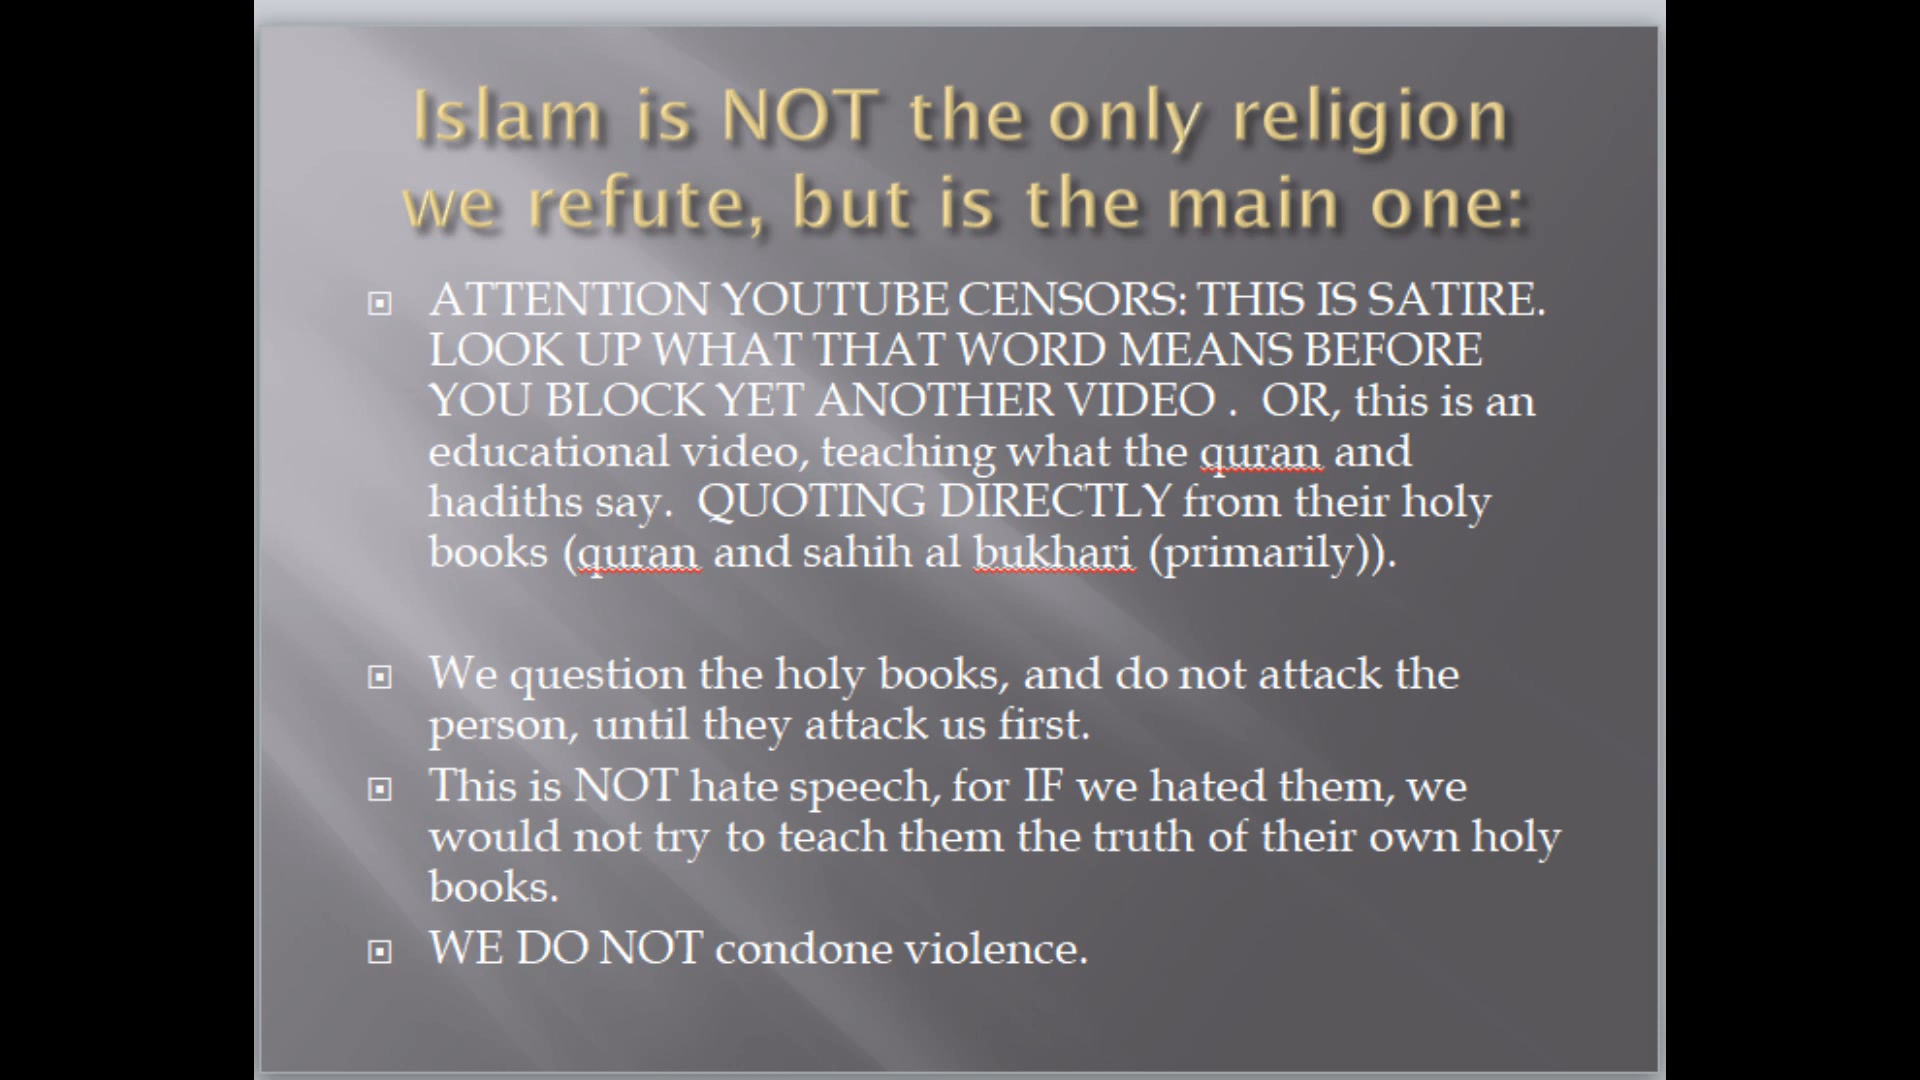 Islam is NOT the only religion
we refute, but is the main one:
ATTENTION YOUTUBE CENSORS: THIS IS SATIRE.
LOOK UP WHAT THAT WORD MEANS BEFORE
YOU BLOCK YET ANOTHER VIDEO .  OR, this is an
educational video, teaching what the quran and
hadiths say.  QUOTING DIRECTLY from their holy
books (quran and sahih al bukhari (primarily)).
We question the holy books, and do not attack the
person, until they attack us first.
This is NOT hate speech, for IF we hated them, we
would not try to teach them the truth of their own holy
books.
WE DO NOT condone violence.